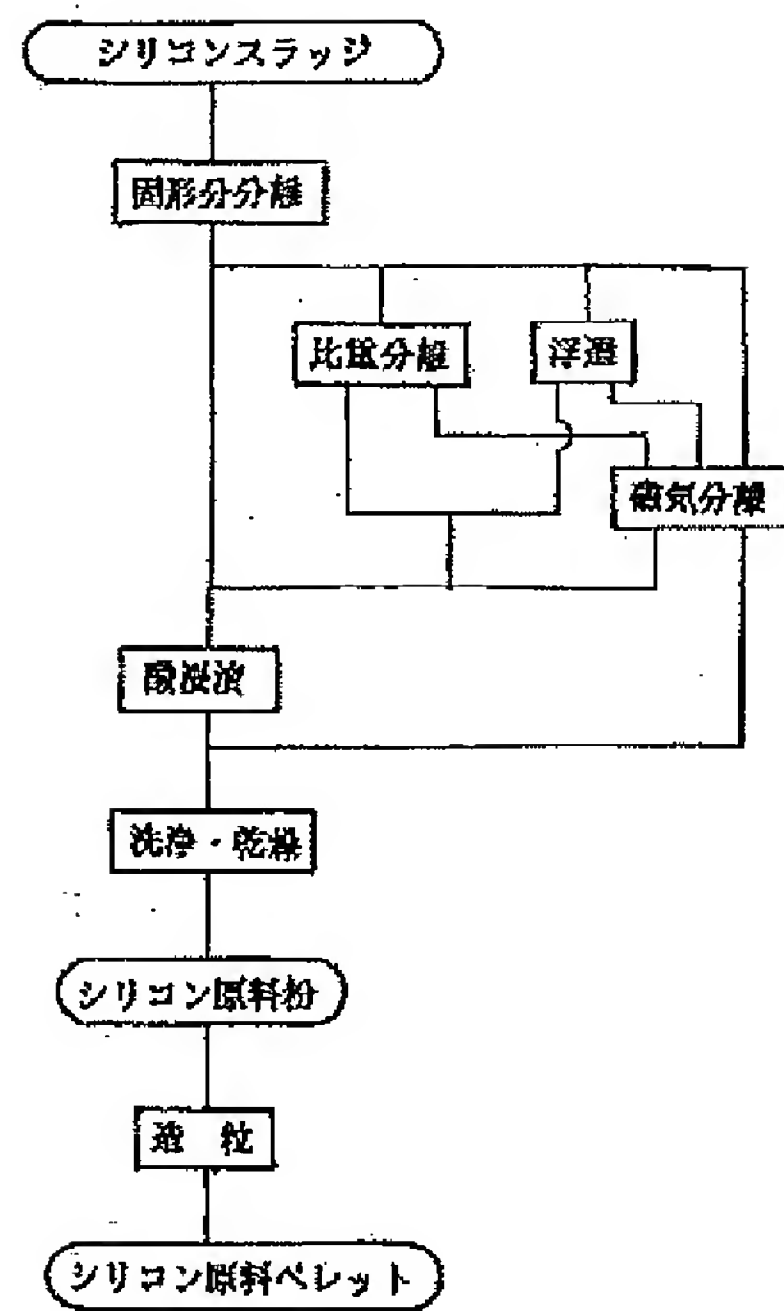 シリコンスラッジ
固形分分離
比重分離
浮選
磁気分離
酸浸漬
洗浄・乾燥
シリコン原料粉
造 粒
シリコン原料ペレット